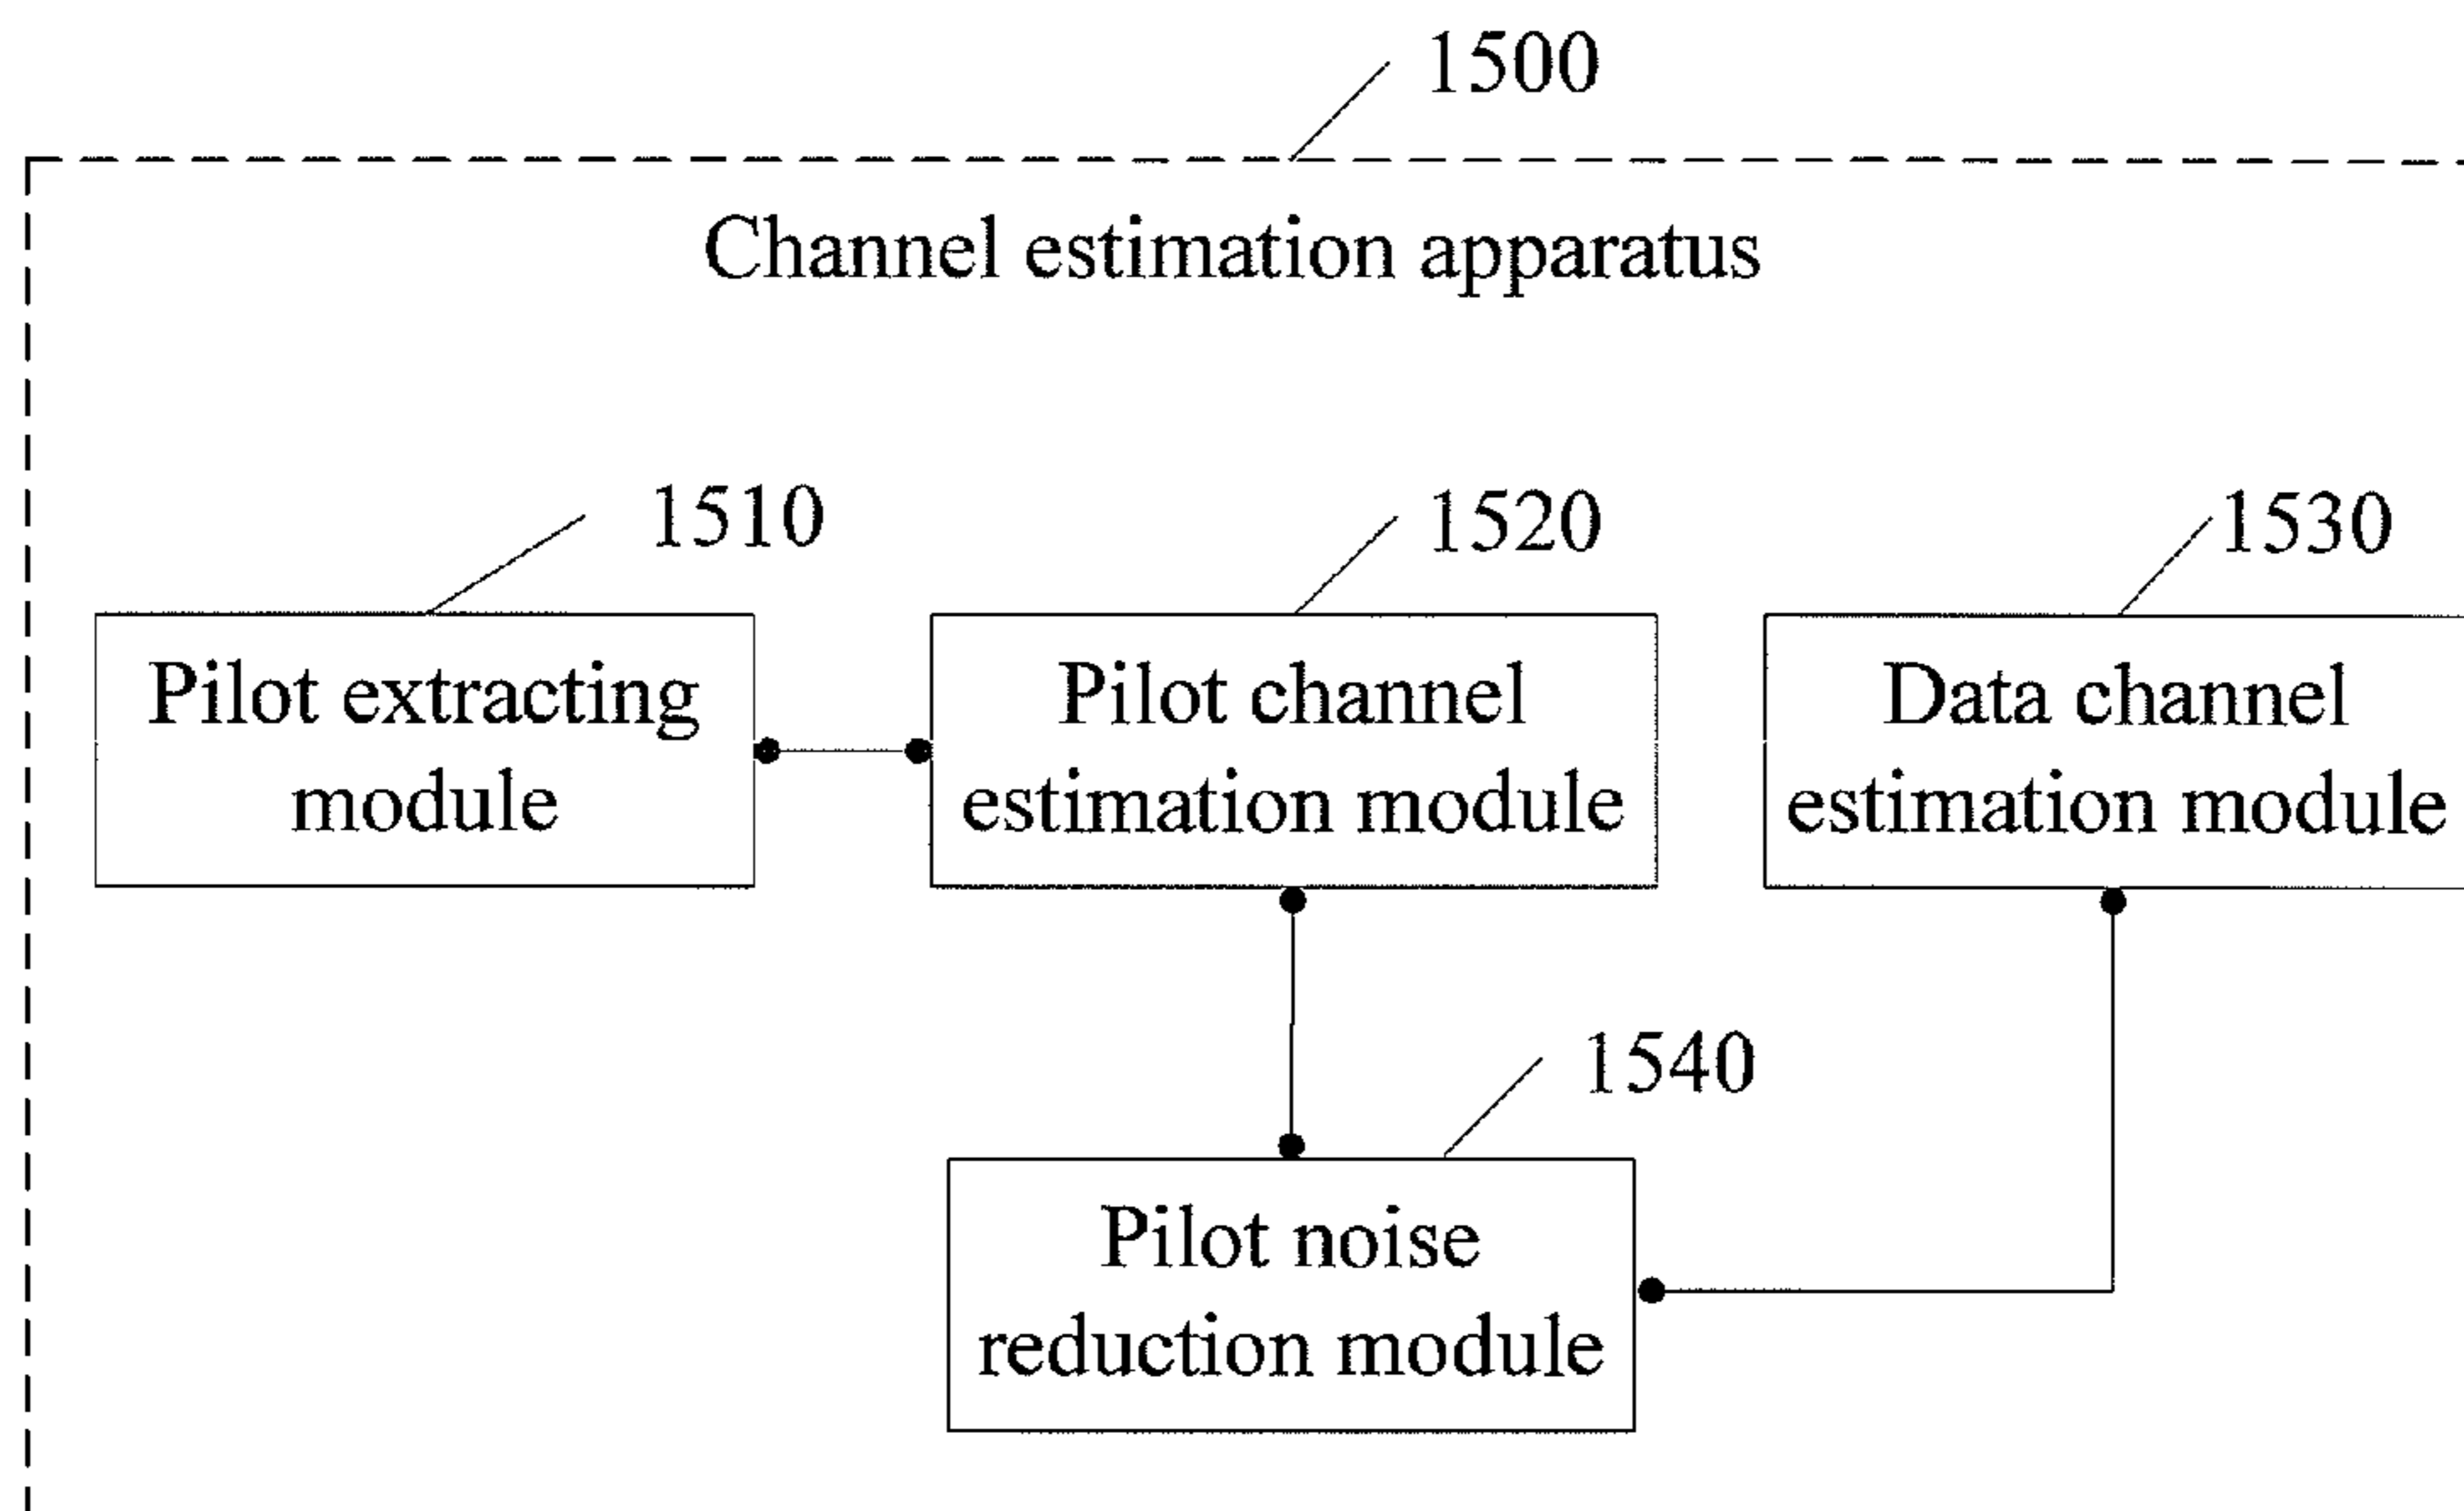 1500
Channel estimation apparatus
1510
1520
1530
Pilot extracting
module
Pilot channel
estimation module
Data channel
estimation module
1540
Pilot noise
reduction module